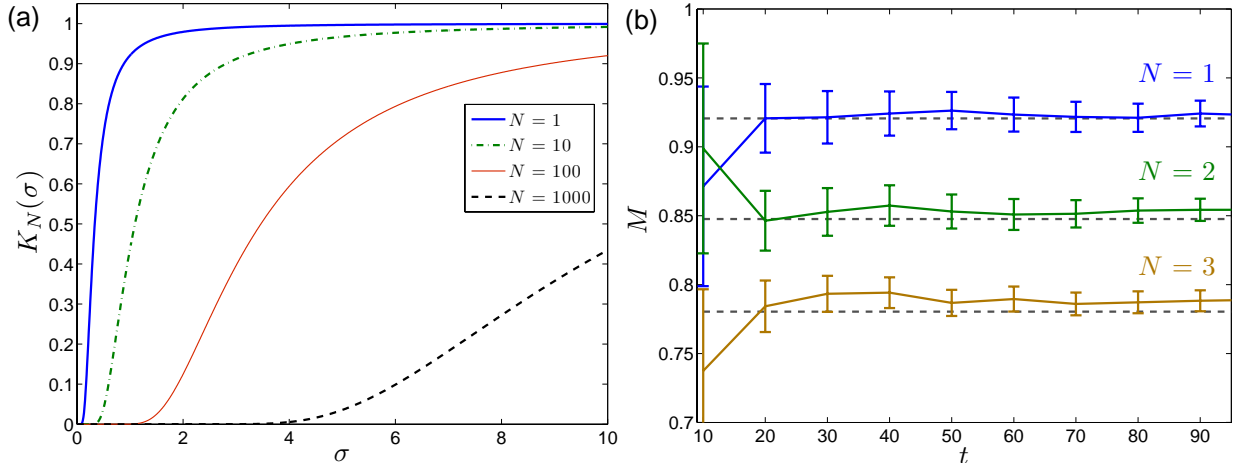 (a)
K_N(σ)
1
0.9
0.8
0.7
0.6
0.5
0.4
0.3
0.2
0.1
0
0 2 4 6 8 10
σ
N = 1
N = 10
N = 100
N = 1000
(b)
M
1
0.95
0.9
0.85
0.8
0.75
0.7
10 20 30 40 50 60 70 80 90
t
N = 1
N = 2
N = 3